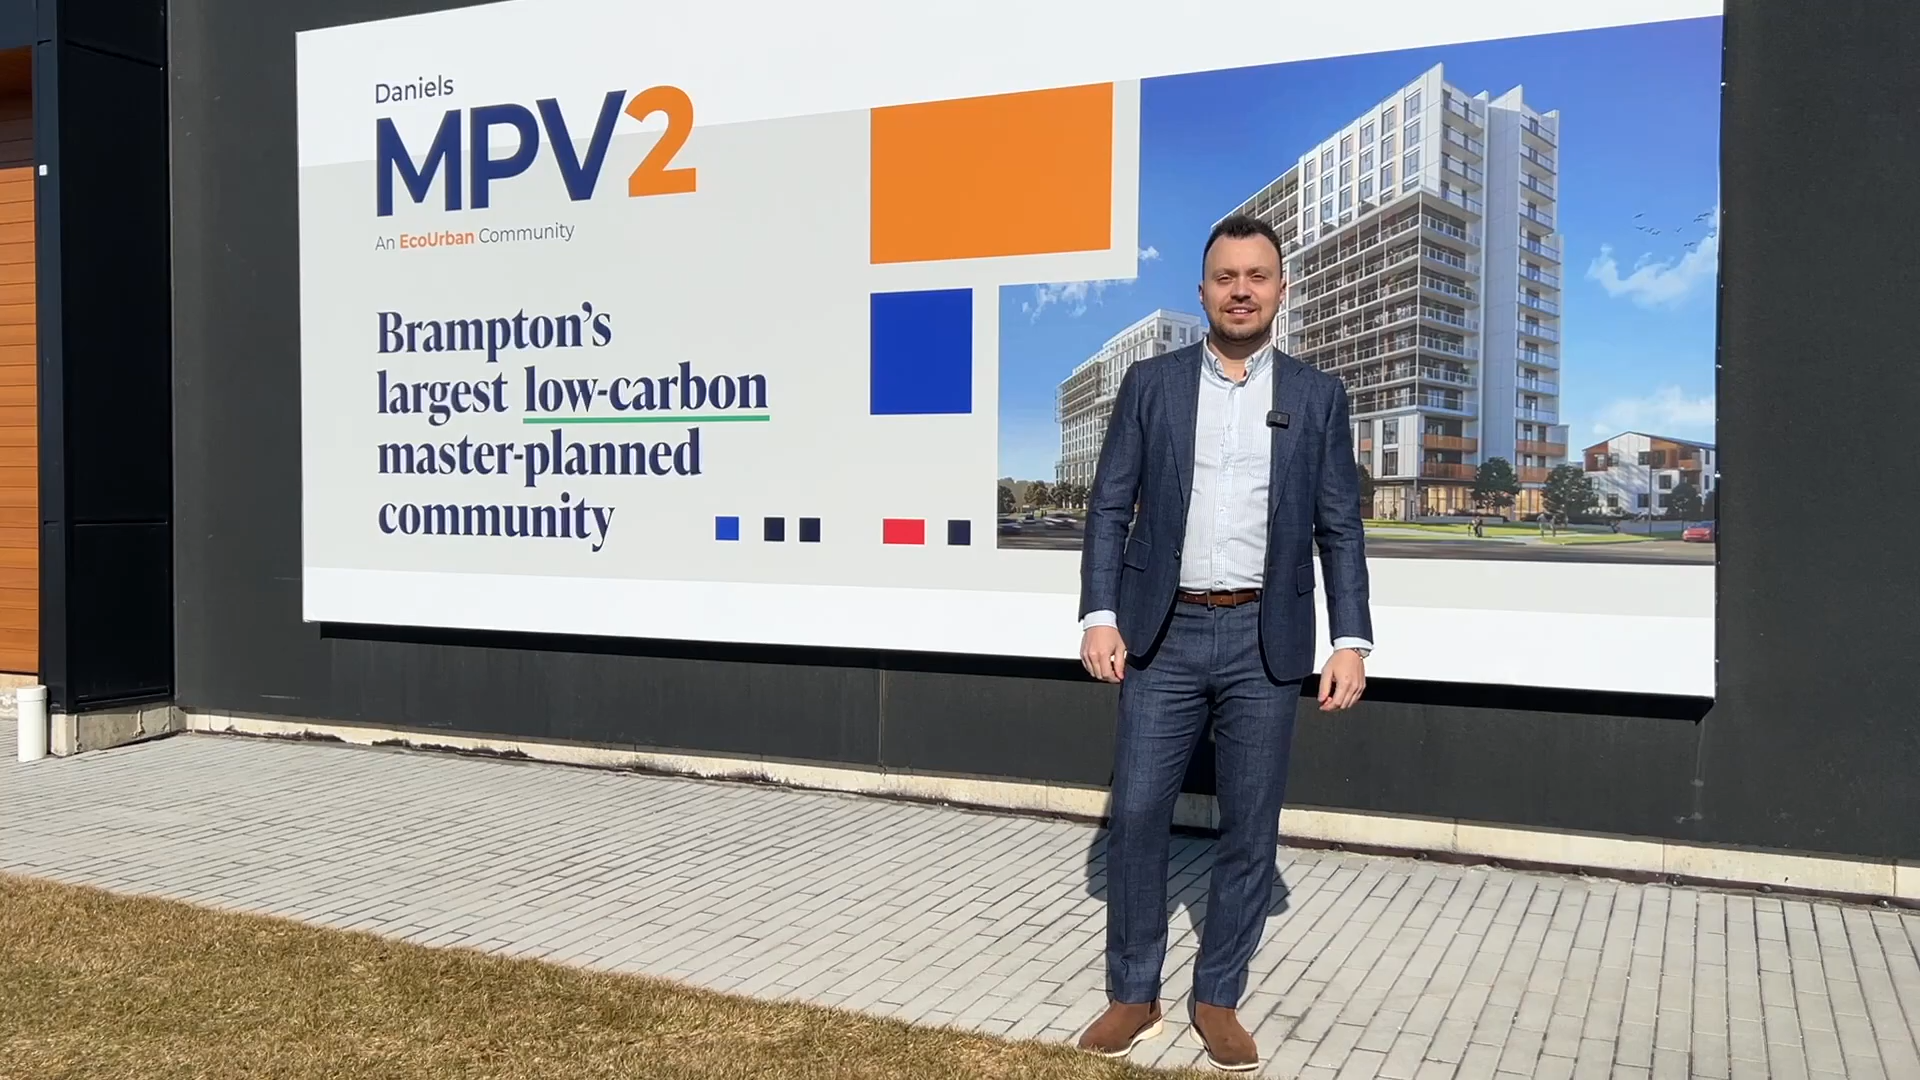 Daniels
MPV2
An EcoUrban Community
Brampton's
largest low-carbon
master-planned
community